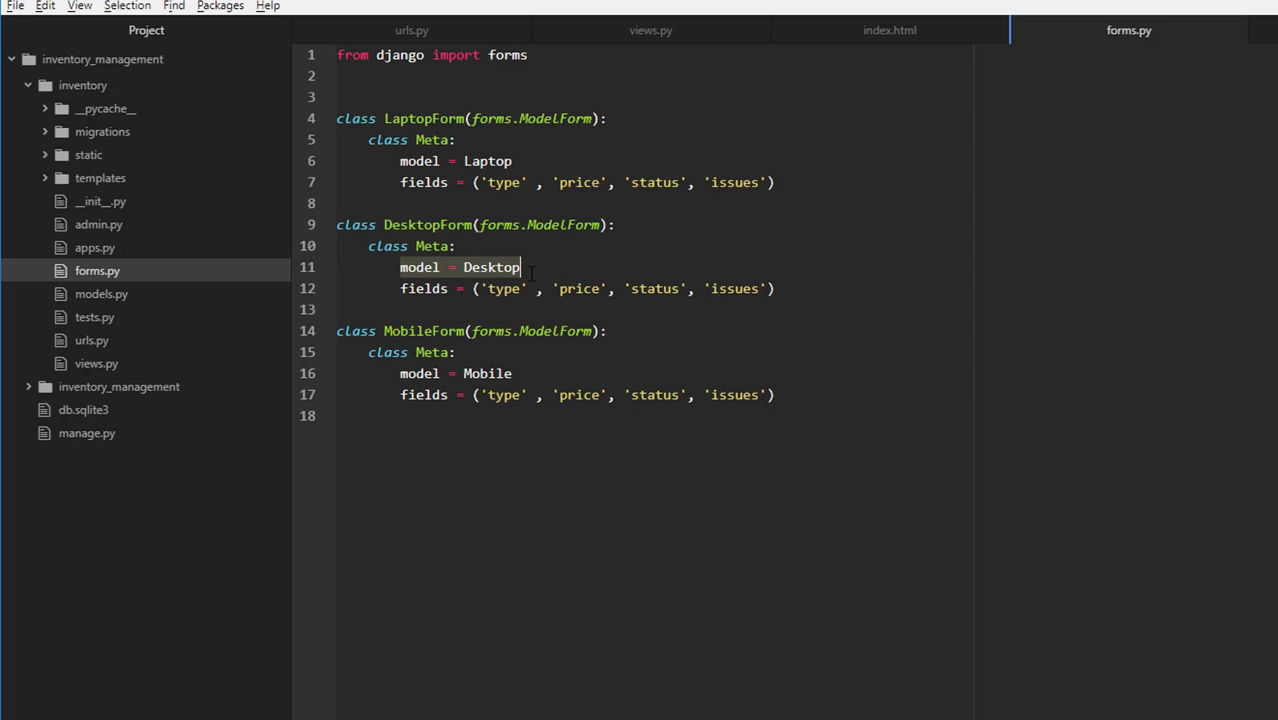 File Edit View Selection Find Packages Help
Project
inventory_management
inventory
__pycache__
migrations
static
templates
__init__.py
admin.py
apps.py
forms.py
models.py
tests.py
urls.py
views.py
inventory_management
db.sqlite3
manage.py
urls.py views.py index.html forms.py
1 from django import forms
2
3
4 class LaptopForm(forms.ModelForm):
5     class Meta:
6         model = Laptop
7         fields = ('type' , 'price', 'status', 'issues')
8
9 class DesktopForm(forms.ModelForm):
10     class Meta:
11         model = Desktop
12         fields = ('type' , 'price', 'status', 'issues')
13
14 class MobileForm(forms.ModelForm):
15     class Meta:
16         model = Mobile
17         fields = ('type' , 'price', 'status', 'issues')
18